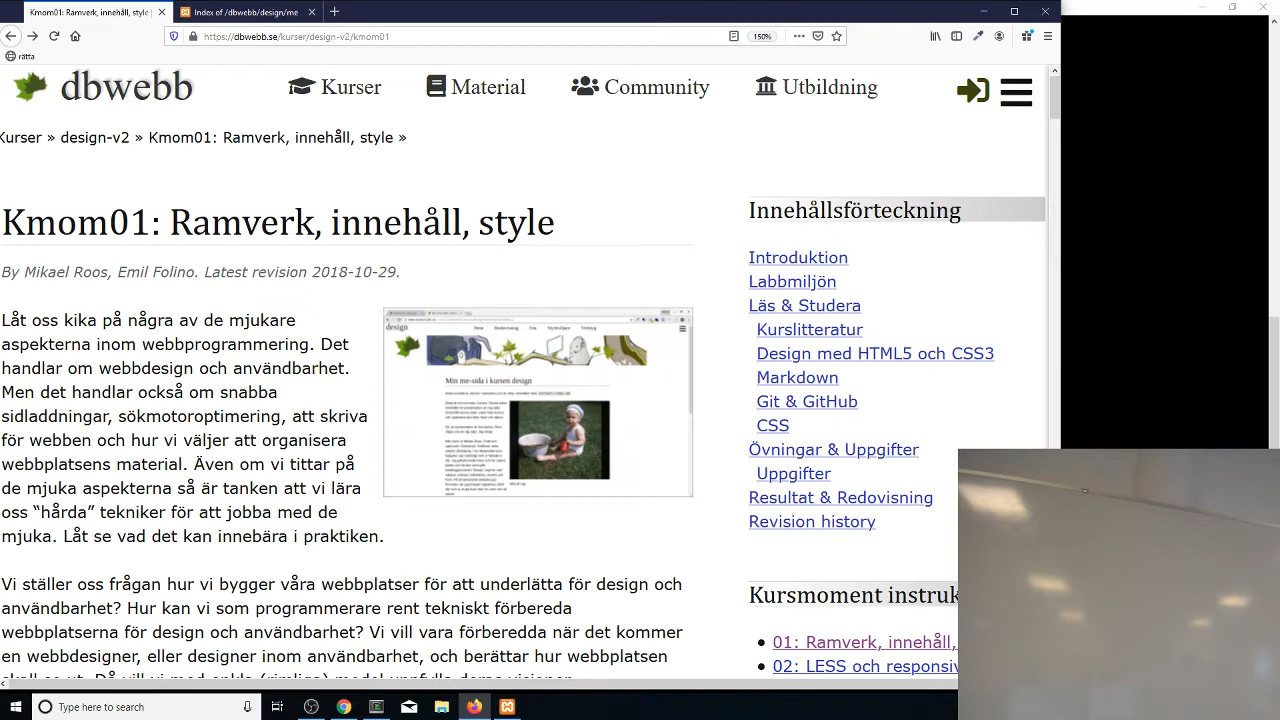 Kmom01: Ramverk, innehåll, style |
Index of /dbwebb/design/me
https://dbwebb.se/kurser/design-v2/kmom01
150%
rätta
dbwebb
Kurser
Material
Community
Utbildning
Kurser » design-v2 » Kmom01: Ramverk, innehåll, style »
Kmom01: Ramverk, innehåll, style
By Mikael Roos, Emil Folino. Latest revision 2018-10-29.
Låt oss kika på några av de mjukare
aspekterna inom webbprogrammering. Det
handlar om webbdesign och användbarhet.
Men det handlar också om snabba
sidladdningar, sökmotoroptimering, att skriva
för webben och hur vi väljer att organisera
webbplatsens material. Även om vi tittar på
de mjuka aspekterna så är tanken att vi lära
oss “hårda” tekniker för att jobba med de
mjuka. Låt se vad det kan innebära i praktiken.
design
Min me-sida i kursen design
Vi ställer oss frågan hur vi bygger våra webbplatser för att underlätta för design och
användbarhet? Hur kan vi som programmerare rent tekniskt förbereda
webbplatserna för design och användbarhet? Vi vill vara förberedda när det kommer
en webdesigner, eller designer inom användbarhet, och berättar hur webbplatsen
Innehållsförteckning
Introduktion
Labbmiljön
Läs & Studera
Kurslitteratur
Design med HTML5 och CSS3
Markdown
Git & GitHub
CSS
Övningar & Uppgifter
Uppgifter
Resultat & Redovisning
Revision history
Kursmoment instruk
01: Ramverk, innehåll,
02: LESS och responsiv
Type here to search